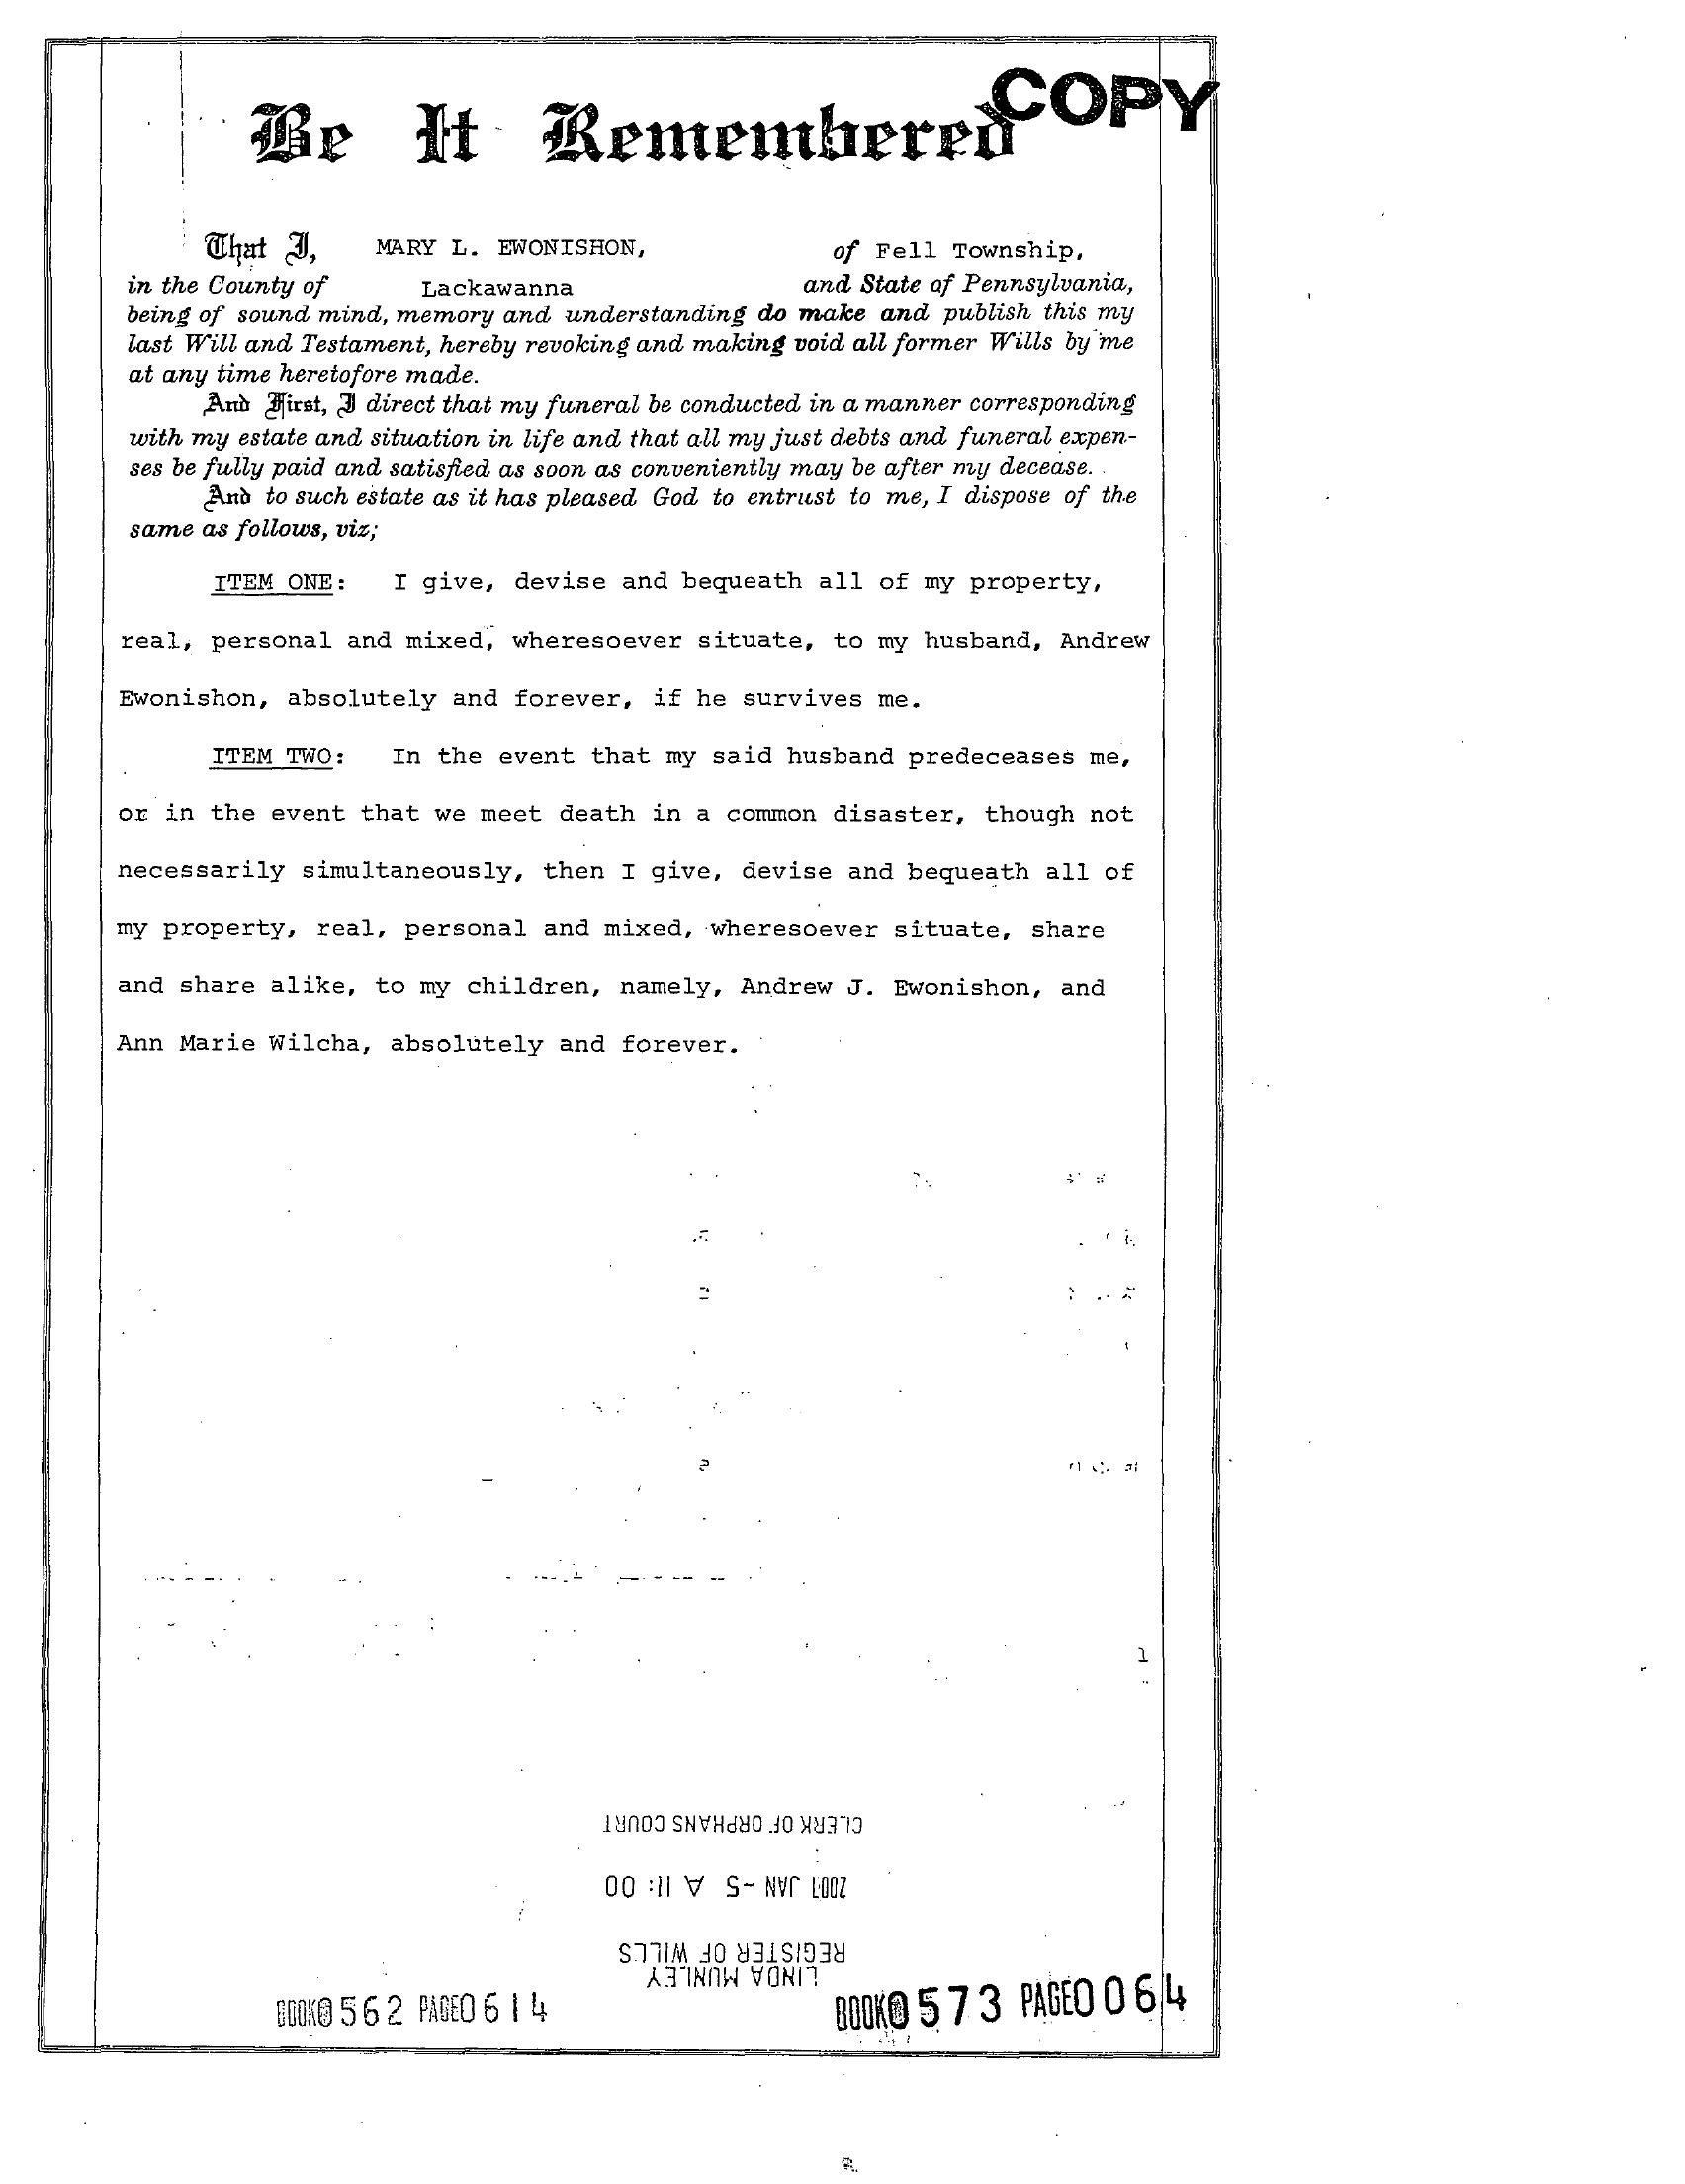 COPY
Be It Remembered
That I, MARY L. EWONISHON, of Fell Township,
in the County of Lackawanna and State of Pennsylvania,
being of sound mind, memory and understanding do make and publish this my
last Will and Testament, hereby revoking and making void all former Wills by me
at any time heretofore made.
And First, I direct that my funeral be conducted in a manner corresponding
with my estate and situation in life and that all my just debts and funeral expen-
ses be fully paid and satisfied as soon as conveniently may be after my decease.
And to such estate as it has pleased God to entrust to me, I dispose of the
same as follows, viz;
ITEM ONE: I give, devise and bequeath all of my property,
real, personal and mixed, wheresoever situate, to my husband, Andrew
Ewonishon, absolutely and forever, if he survives me.
ITEM TWO: In the event that my said husband predeceases me,
or in the event that we meet death in a common disaster, though not
necessarily simultaneously, then I give, devise and bequeath all of
my property, real, personal and mixed, wheresoever situate, share
and share alike, to my children, namely, Andrew J. Ewonishon, and
Ann Marie Wilcha, absolutely and forever.
CLERK OF ORPHANS COURT
JAN -5 A 11: 00
REGISTER OF WILLS
LINDA MUNLEY
BOOK0562 PAGE0614
BOOK0573 PAGE0064